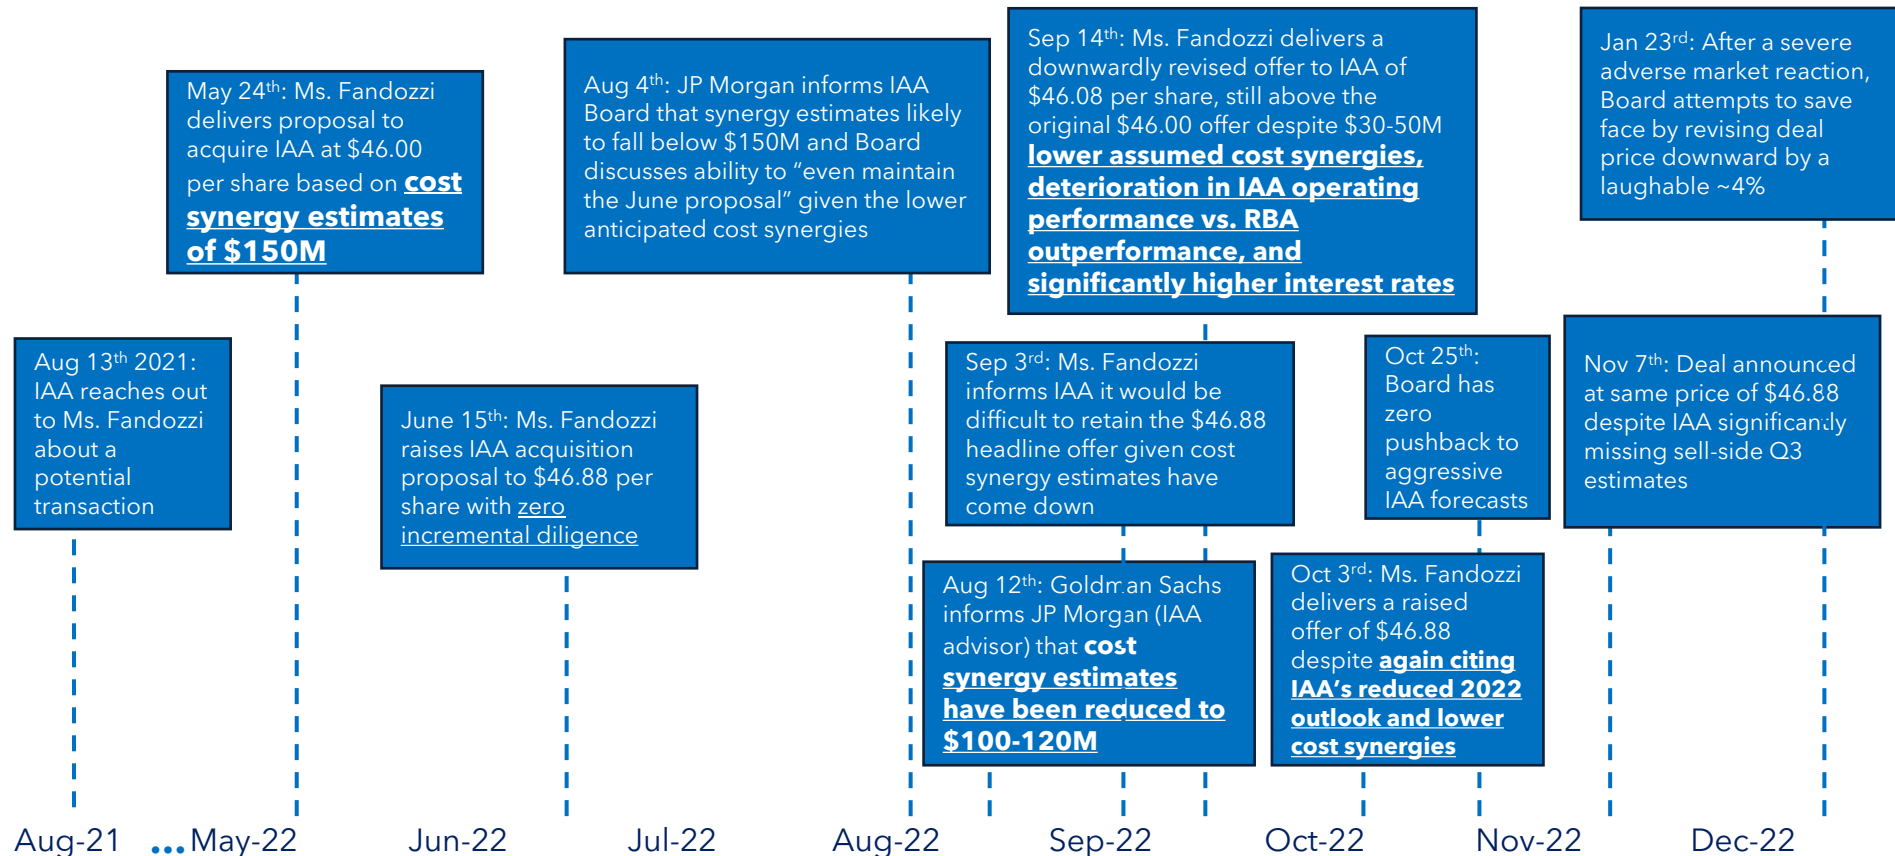 Aug 13th 2021:
IAA reaches out
to Ms. Fandozzi
about a
potential
transaction
May 24th: Ms. Fandozzi
delivers proposal to
acquire IAA at $46.00
per share based on cost
synergy estimates
of $150M
June 15th: Ms. Fandozzi
raises IAA acquisition
proposal to $46.88 per
share with zero
incremental diligence
Aug 4th: JP Morgan informs IAA
Board that synergy estimates likely
to fall below $150M and Board
discusses ability to “even maintain
the June proposal” given the lower
anticipated cost synergies
Aug 12th: Goldman Sachs
informs JP Morgan (IAA
advisor) that cost
synergy estimates
have been reduced to
$100-120M
Sep 3rd: Ms. Fandozzi
informs IAA it would be
difficult to retain the $46.88
headline offer given cost
synergy estimates have
come down
Sep 14th: Ms. Fandozzi delivers a
downwardly revised offer to IAA of
$46.08 per share, still above the
original $46.00 offer despite $30-50M
lower assumed cost synergies,
deterioration in IAA operating
performance vs. RBA
outperformance, and
significantly higher interest rates
Oct 3rd: Ms. Fandozzi
delivers a raised
offer of $46.88
despite again citing
IAA’s reduced 2022
outlook and lower
cost synergies
Oct 25th:
Board has
zero
pushback to
aggressive
IAA forecasts
Nov 7th: Deal announced
at same price of $46.88
despite IAA significantly
missing sell-side Q3
estimates
Jan 23rd: After a severe
adverse market reaction,
Board attempts to save
face by revising deal
price downward by a
laughable ~4%
Aug-21 ... May-22 Jun-22 Jul-22 Aug-22 Sep-22 Oct-22 Nov-22 Dec-22